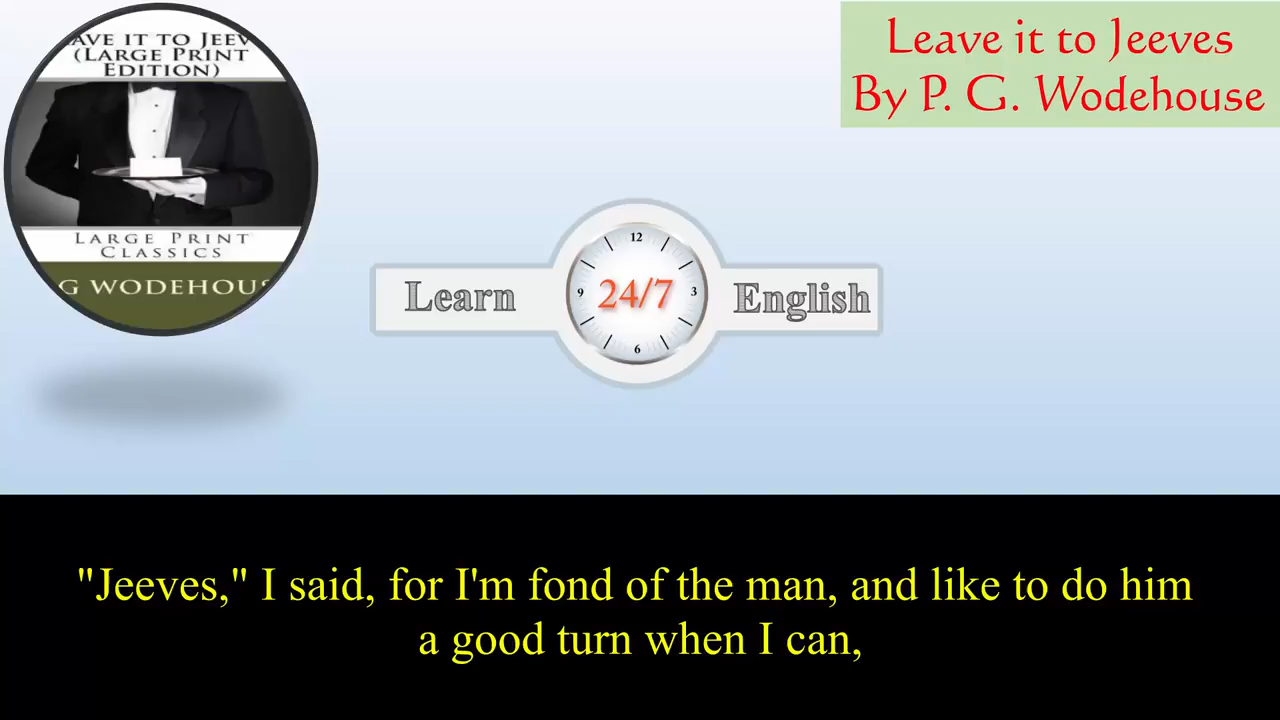 AVE IT TO JEEV
(LARGE PRINT
EDITION)
LARGE PRINT
CLASSICS
G WODEHOUS
Leave it to Jeeves
By P. G. Wodehouse
Learn
12
9
24/7
3
6
English
"Jeeves," I said, for I'm fond of the man, and like to do him
a good turn when I can,